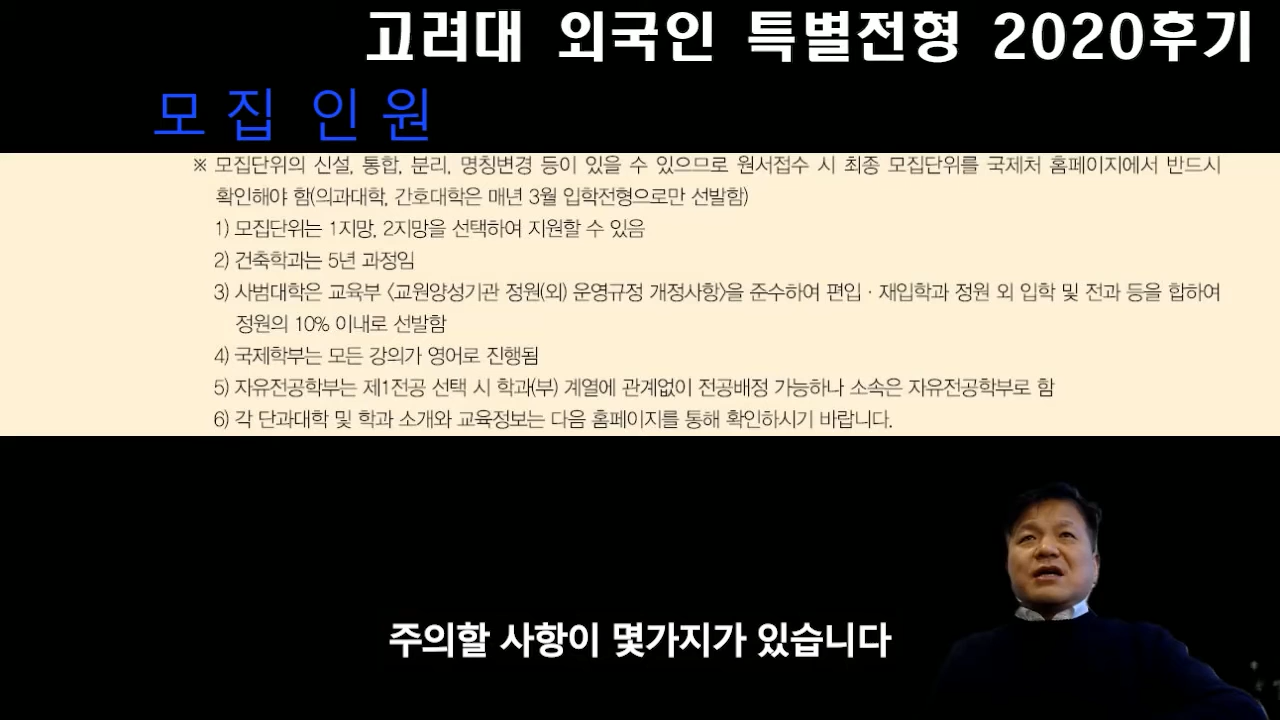 고려대 외국인 특별전형 2020후기
모 집 인 원
※ 모집단위의 신설, 통합, 분리, 명칭변경 등이 있을 수 있으므로 원서접수 시 최종 모집단위를 국제처 홈페이지에서 반드시
확인해야 함(의과대학, 간호대학은 매년 3월 입학전형으로만 선발함)
1) 모집단위는 1지망, 2지망을 선택하여 지원할 수 있음
2) 건축학과는 5년 과정임
3) 사범대학은 교육부 〈교원양성기관 정원(외) 운영규정 개정사항〉을 준수하여 편입 · 재입학과 정원 외 입학 및 전과 등을 합하여
정원의 10% 이내로 선발함
4) 국제학부는 모든 강의가 영어로 진행됨
5) 자유전공학부는 제1전공 선택 시 학과(부) 계열에 관계없이 전공배정 가능하나 소속은 자유전공학부로 함
6) 각 단과대학 및 학과 소개와 교육정보는 다음 홈페이지를 통해 확인하시기 바랍니다.
주의할 사항이 몇가지가 있습니다